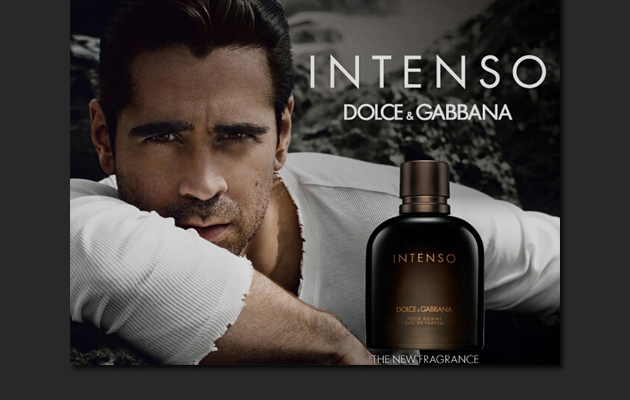 INTENSO
DOLCE & GABBANA
INTENSO
DOLCE & GABBANA
POUR HOMME
EAU DE PARFUM
THE NEW FRAGRANCE